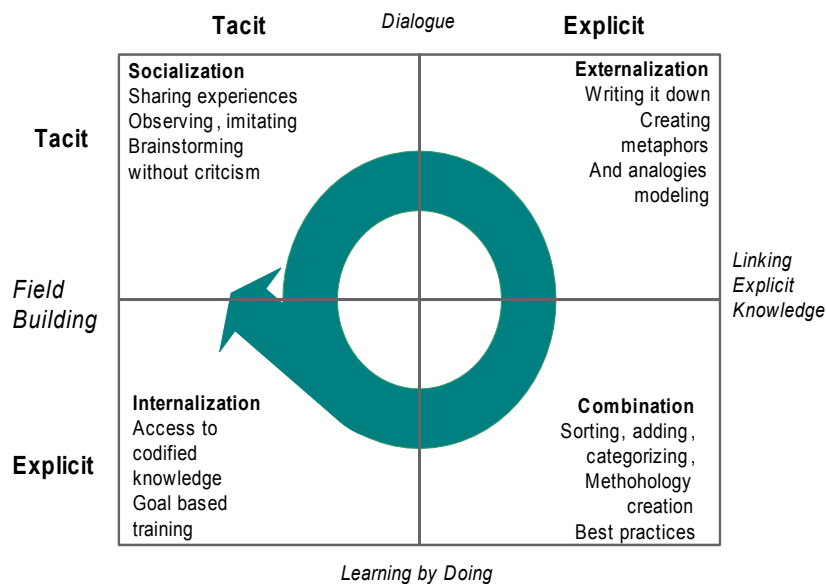 Tacit
Dialogue
Explicit
Tacit
Socialization
Sharing experiences
Observing, imitating
Brainstorming
without critcism
Externalization
Writing it down
Creating
metaphors
And analogies
modeling
Field
Building
Linking
Explicit
Knowledge
Explicit
Internalization
Access to
codified
knowledge
Goal based
training
Combination
Sorting, adding,
categorizing,
Methohology
creation
Best practices
Learning by Doing